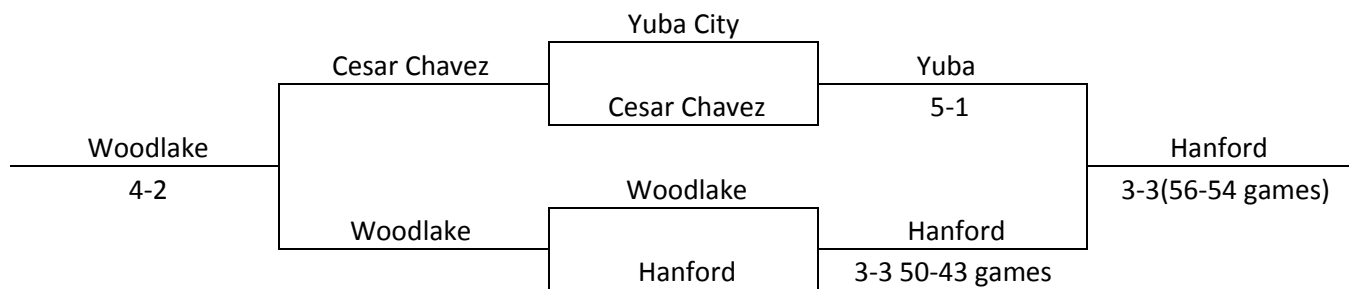 Yuba City
Cesar Chavez
Yuba
Cesar Chavez
5-1
Woodlake
Hanford
4-2
Woodlake
3-3(56-54 games)
Woodlake
Hanford
Hanford
3-3 50-43 games